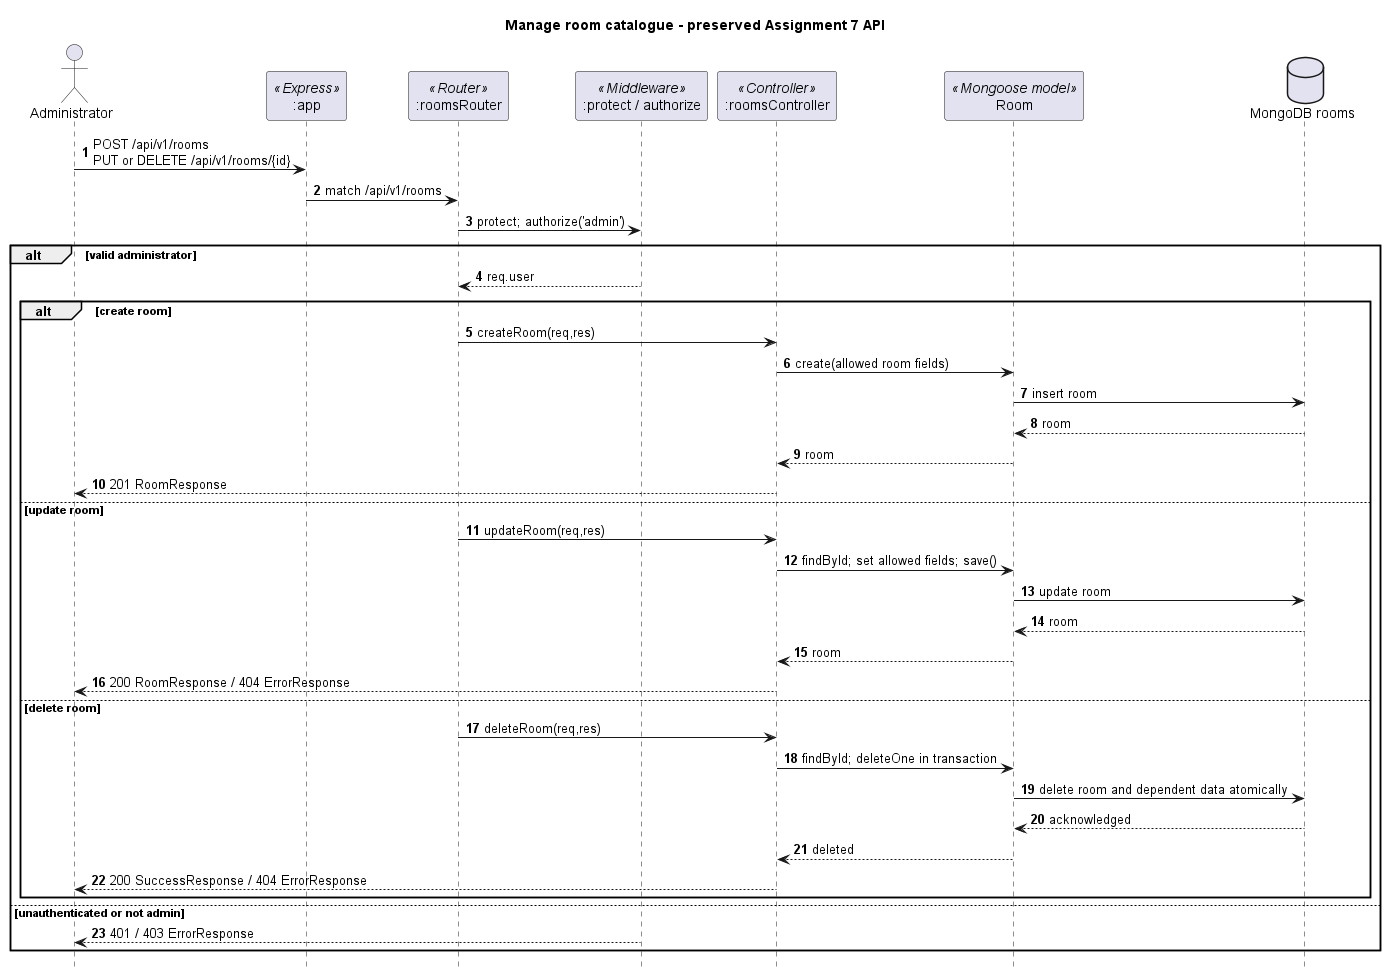 Manage room catalogue - preserved Assignment 7 API
Administrator
«Express»
:app
«Router»
:roomsRouter
«Middleware»
:protect / authorize
«Controller»
:roomsController
«Mongoose model»
Room
MongoDB rooms
1 POST /api/v1/rooms
PUT or DELETE /api/v1/rooms/{id}
2 match /api/v1/rooms
3 protect; authorize('admin')
alt [valid administrator]
4 req.user
alt [create room]
5 createRoom(req,res)
6 create(allowed room fields)
7 insert room
8 room
9 room
10 201 RoomResponse
[update room]
11 updateRoom(req,res)
12 findById; set allowed fields; save()
13 update room
14 room
15 room
16 200 RoomResponse / 404 ErrorResponse
[delete room]
17 deleteRoom(req,res)
18 findById; deleteOne in transaction
19 delete room and dependent data atomically
20 acknowledged
21 deleted
22 200 SuccessResponse / 404 ErrorResponse
[unauthenticated or not admin]
23 401 / 403 ErrorResponse